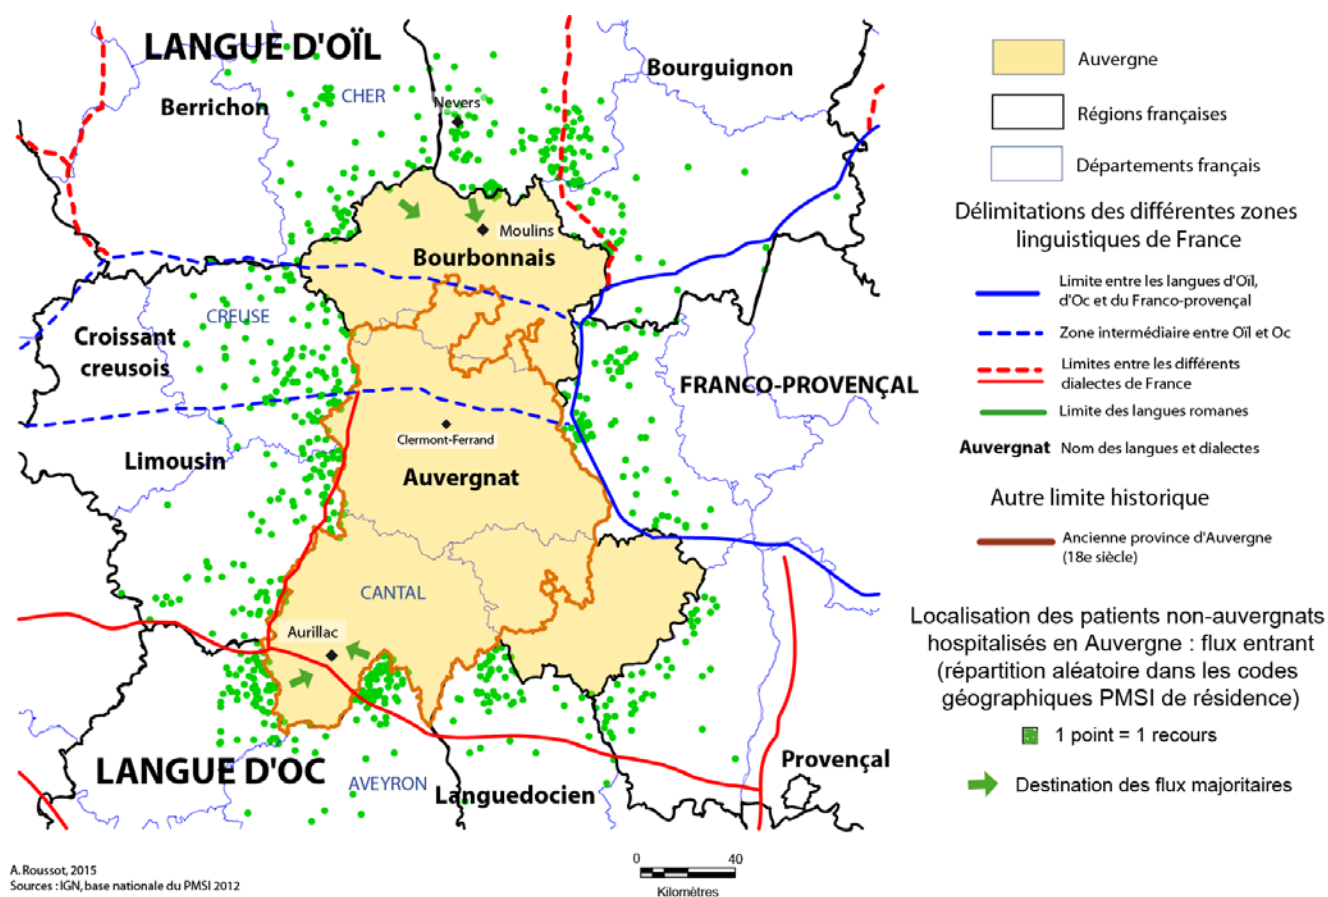 LANGUE D'OÏL
Bourguignon
Berrichon
CHER
Nevers
Moulins
Bourbonnais
CREUSE
Croissant
creusois
FRANCO-PROVENÇAL
Clermont-Ferrand
Limousin
Auvergnat
CANTAL
Aurillac
LANGUE D'OC
AVEYRON
Languedocien
Provençal
Auvergne
Régions françaises
Départements français
Délimitations des différentes zones
linguistiques de France
Limite entre les langues d'Oïl,
d'Oc et du Franco-provençal
Zone intermédiaire entre Oïl et Oc
Limites entre les différents
dialectes de France
Limite des langues romanes
Auvergnat Nom des langues et dialectes
Autre limite historique
Ancienne province d'Auvergne
(18e siècle)
Localisation des patients non-auvergnats
hospitalisés en Auvergne : flux entrant
(répartition aléatoire dans les codes
géographiques PMSI de résidence)
1 point = 1 recours
Destination des flux majoritaires
A. Roussot, 2015
Sources : IGN, base nationale du PMSI 2012
0 40
Kilomètres